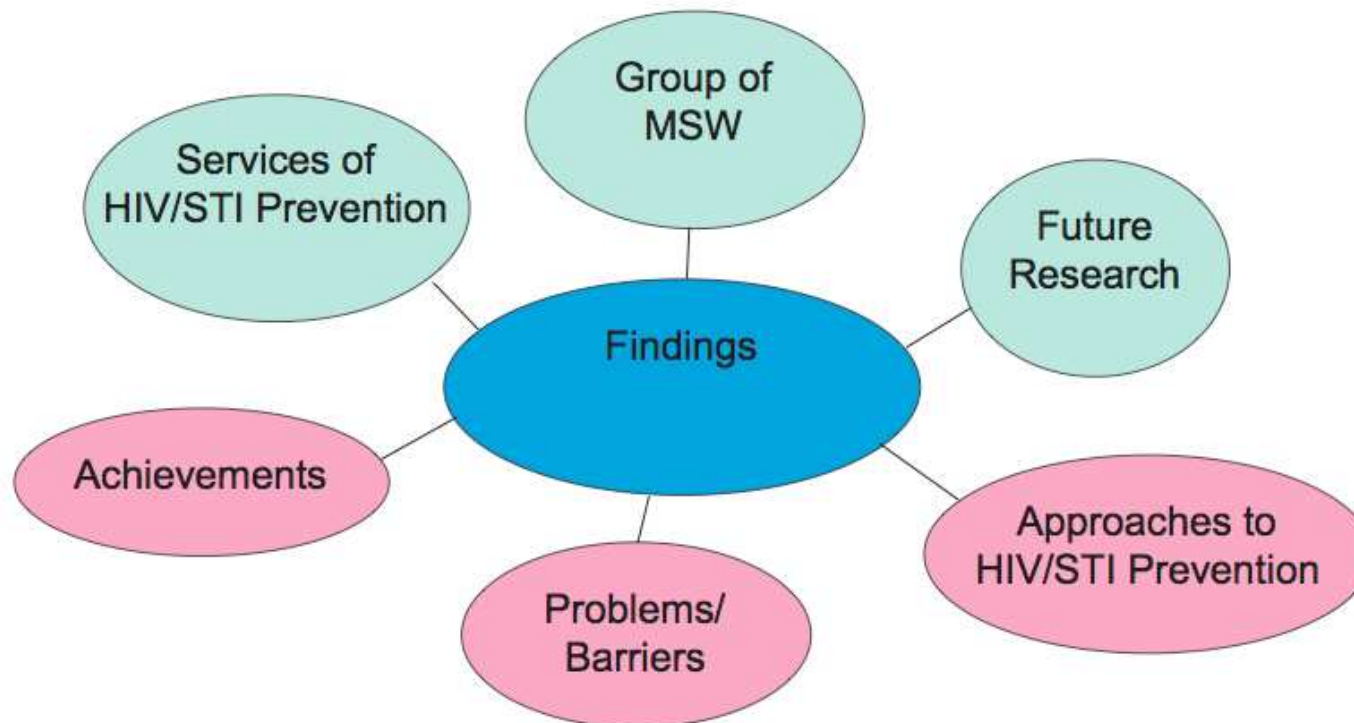 Group of
MSW
Services of
HIV/STI Prevention
Future
Research
Findings
Achievements
Approaches to
HIV/STI Prevention
Problems/
Barriers